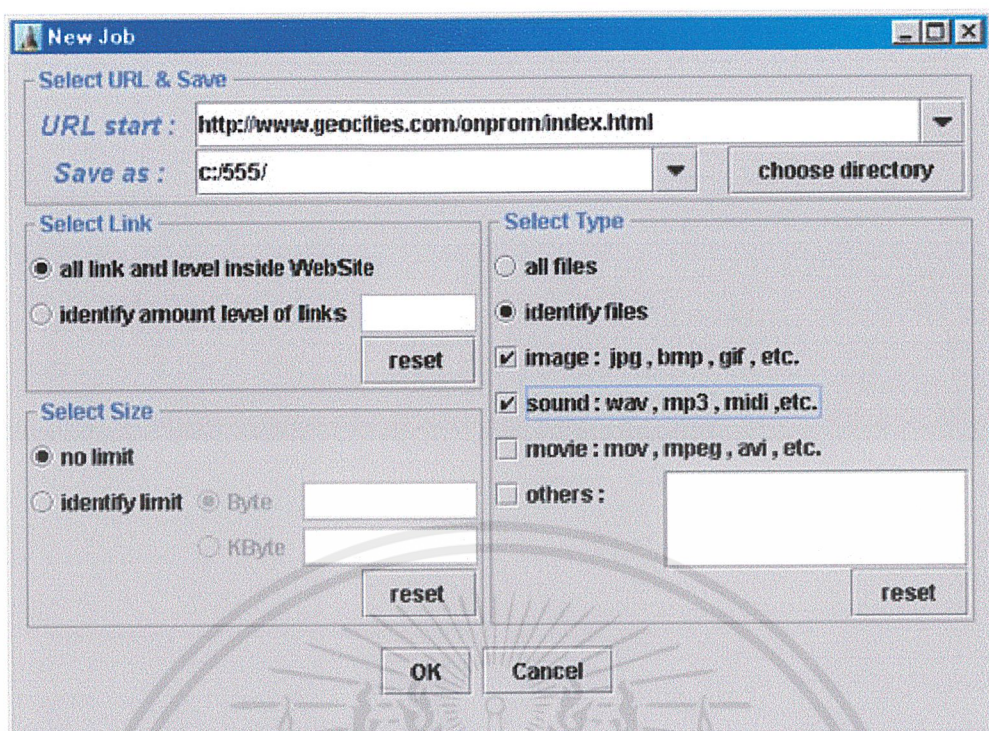 New Job
Select URL & Save
URL start : http://www.geocities.com/onprom/index.html
Save as : c:/555/ choose directory
Select Link
all link and level inside WebSite
identify amount level of links
reset
Select Size
no limit
identify limit Byte
KByte
reset
Select Type
all files
identify files
image : jpg , bmp , gif , etc.
sound : wav , mp3 , midi ,etc.
movie : mov , mpeg , avi , etc.
others :
reset
OK Cancel